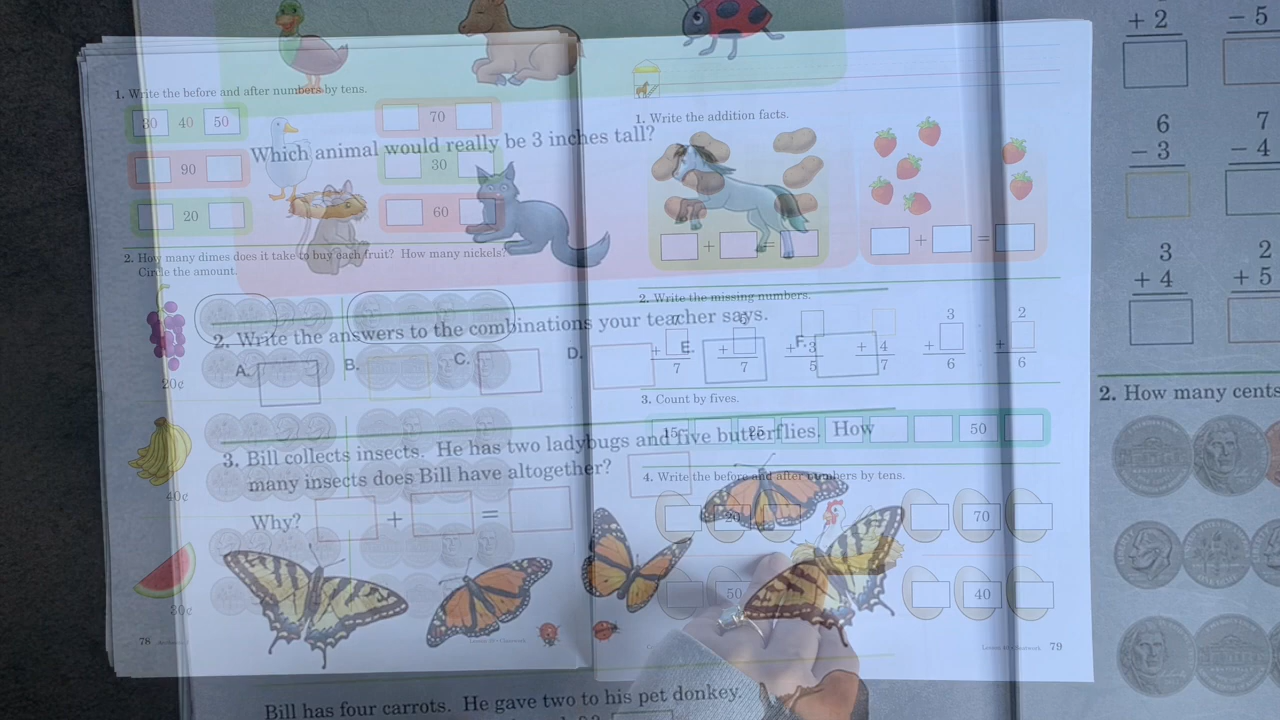 + 2
- 5
1. Write the before and after numbers by tens.
30 40 50
70
90
30
20
60
2. How many dimes does it take to buy each fruit? How many nickels?
Circle the amount.
20¢
40¢
30¢
78
Which animal would really be 3 inches tall?
2. Write the answers to the combinations your teacher says.
A.
B.
C.
D.
E.
F.
3. Bill collects insects. He has two ladybugs and five butterflies. How
many insects does Bill have altogether?
Why?
+
=
Bill has four carrots. He gave two to his pet donkey.
1. Write the addition facts.
+ =
+ =
2. Write the missing numbers.
7
+
7
6
+
7
+ 3
5
+ 4
7
3
+
6
2
+
6
3. Count by fives.
15 25 50
4. Write the before and after numbers by tens.
20
70
50
40
79
6
- 3
7
- 4
3
+ 4
2
+ 5
2. How many cents